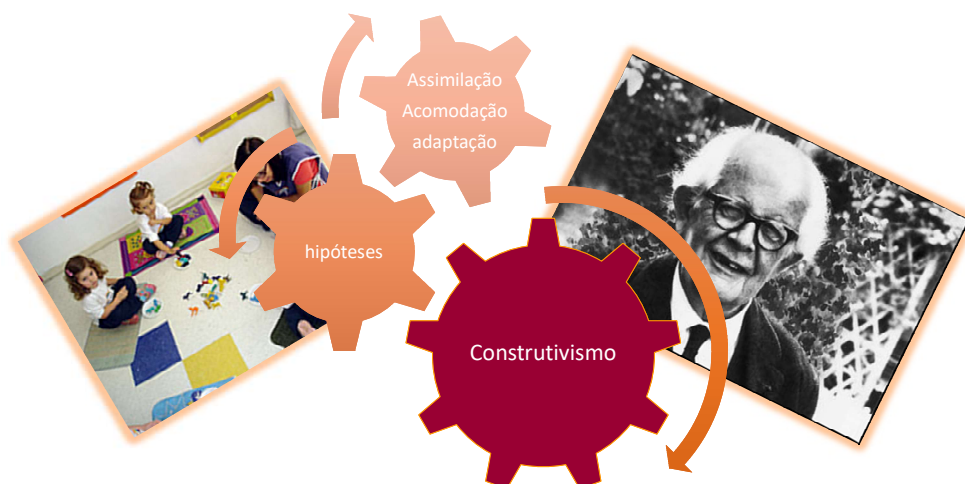 Assimilação
Acomodação
adaptação
hipóteses
Construtivismo